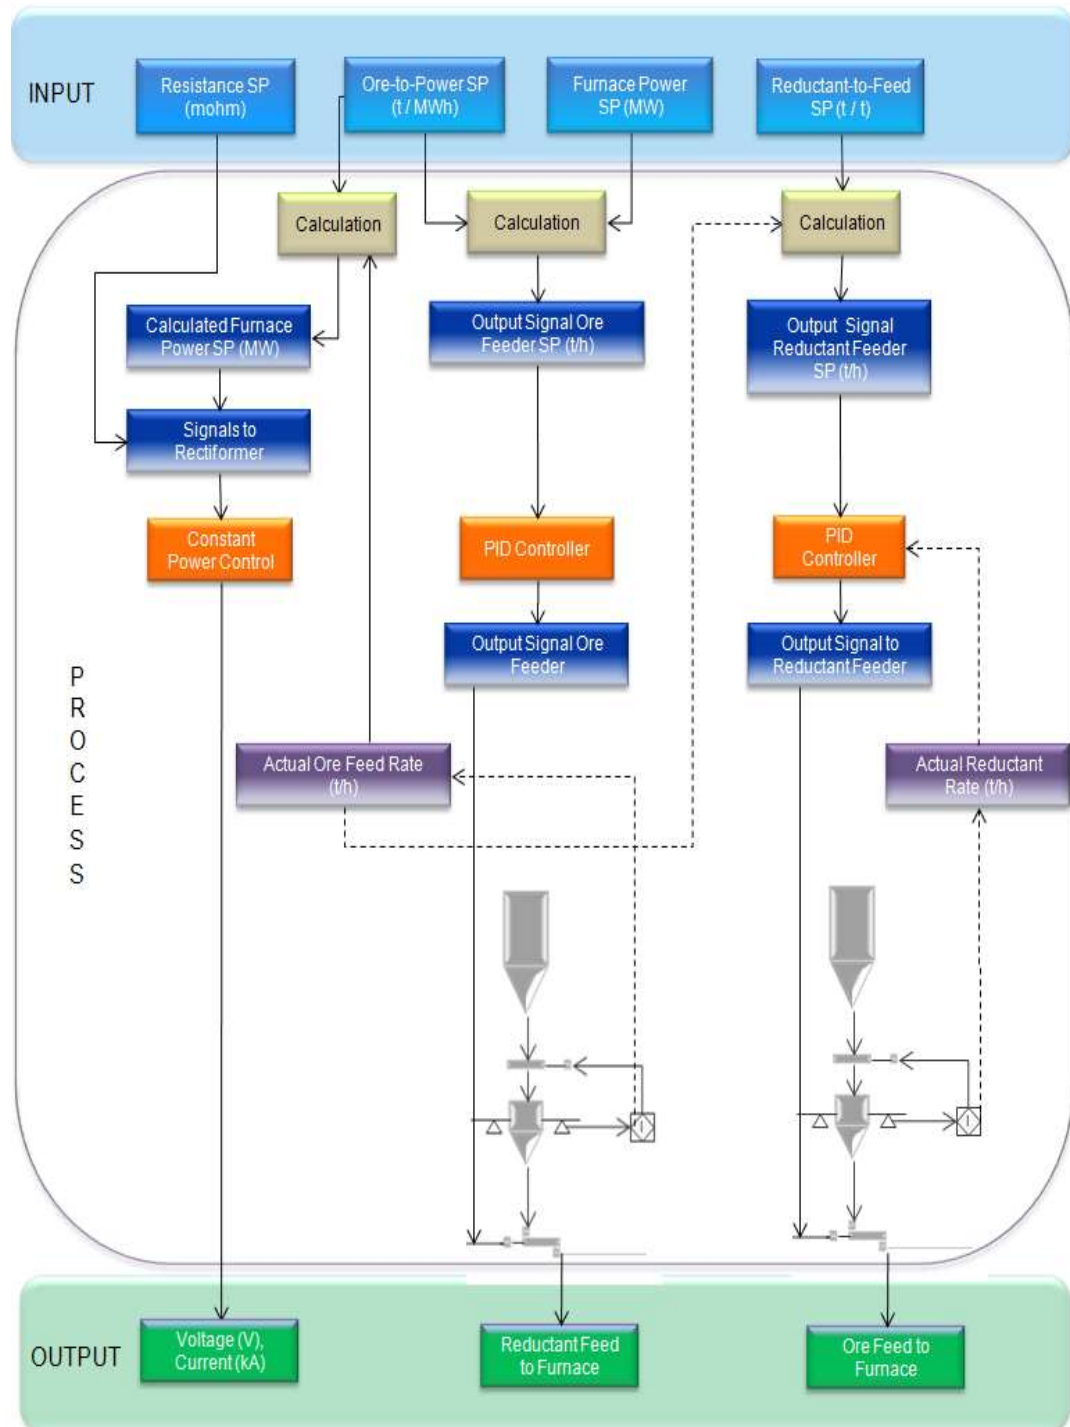 INPUT
Resistance SP
(mohm)
Ore-to-Power SP
(t / MWh)
Furnace Power
SP (MW)
Reductant-to-Feed
SP (t / t)
Calculation
Calculation
Calculation
Calculated Furnace
Power SP (MW)
Output Signal Ore
Feeder SP (t/h)
Output Signal
Reductant Feeder
SP (t/h)
Signals to
Rectiformer
Constant
Power Control
PID Controller
PID
Controller
Output Signal Ore
Feeder
Output Signal to
Reductant Feeder
PROCESS
Actual Ore Feed Rate
(t/h)
Actual Reductant
Rate (t/h)
I
I
OUTPUT
Voltage (V),
Current (kA)
Reductant Feed
to Furnace
Ore Feed to
Furnace